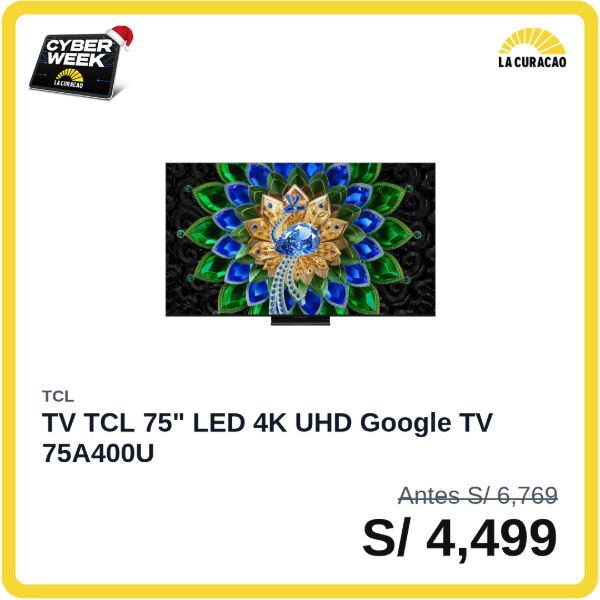 CYBER
WEEK
LA CURACAO
LA CURACAO
TCL
TV TCL 75" LED 4K UHD Google TV
75A400U
Antes S/ 6,769
S/ 4,499